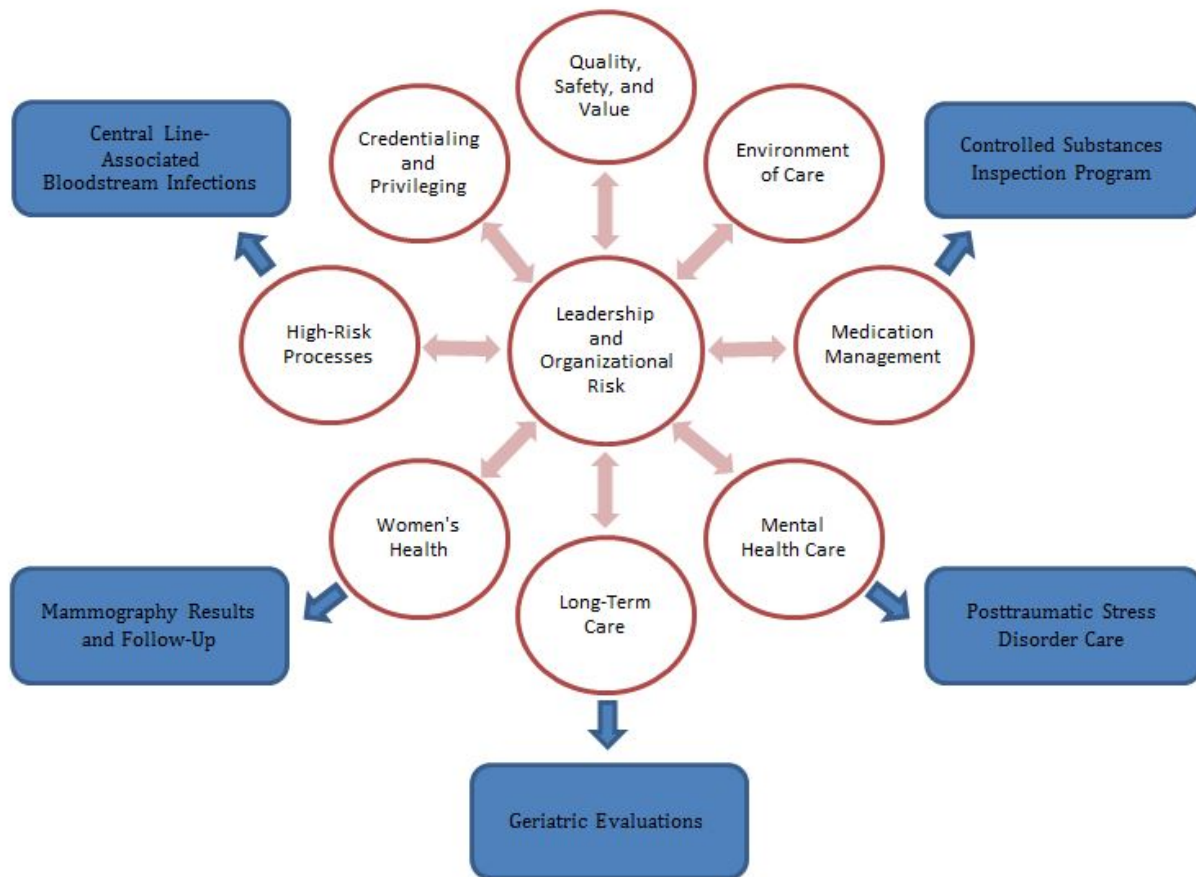 Quality,
Safety, and
Value
Credentialing
and
Privileging
Environment
of Care
Central Line-
Associated
Bloodstream Infections
Controlled Substances
Inspection Program
High-Risk
Processes
Leadership
and
Organizational
Risk
Medication
Management
Women's
Health
Mental
Health Care
Long-Term
Care
Mammography Results
and Follow-Up
Posttraumatic Stress
Disorder Care
Geriatric Evaluations